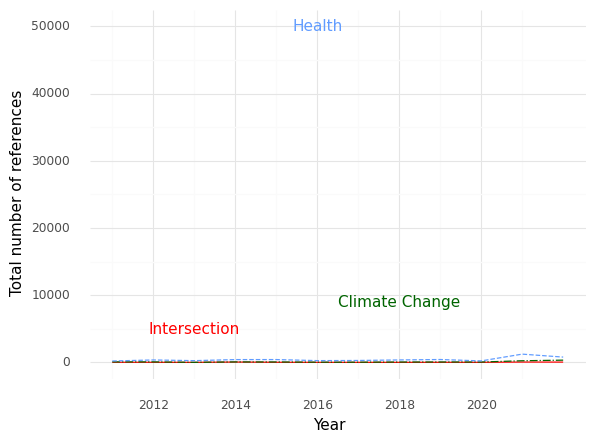 Total number of references
50000
40000
30000
20000
10000
0
Health
Climate Change
Intersection
2012 2014 2016 2018 2020
Year